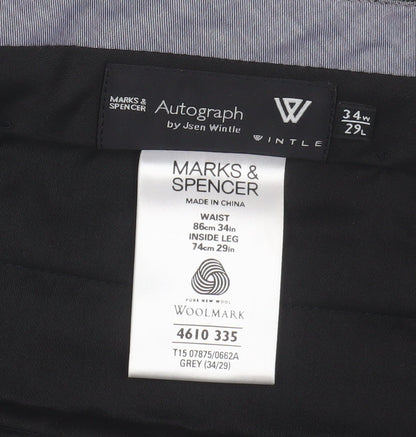 MARKS &
SPENCER
Autograph
by Jsen Wintle
WINTLE
34W
29L
MARKS &
SPENCER
MADE IN CHINA
WAIST
86cm 34in
INSIDE LEG
74cm 29in
PURE NEW WOOL
WOOLMARK
4610 335
T15 07875/0662A
GREY (34/29)